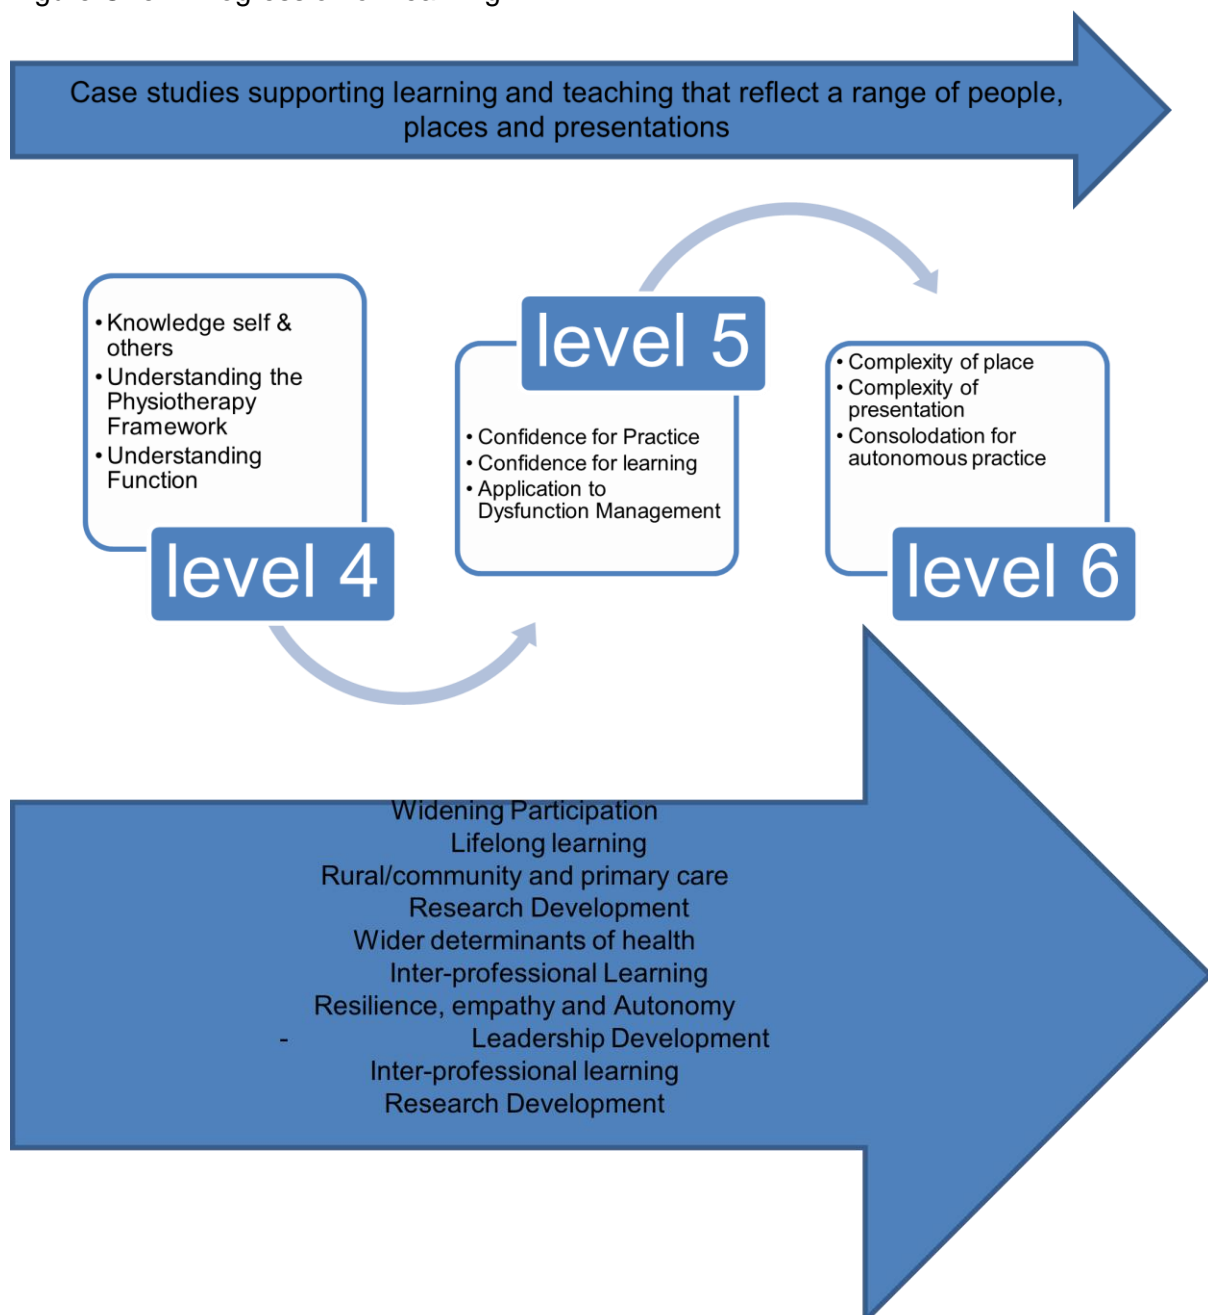 Case studies supporting learning and teaching that reflect a range of people,
places and presentations
• Knowledge self &
others
• Understanding the
Physiotherapy
Framework
• Understanding
Function
level 4
level 5
• Confidence for Practice
• Confidence for learning
• Application to
Dysfunction Management
• Complexity of place
• Complexity of
presentation
• Consolodation for
autonomous practice
level 6
Widening Participation
Lifelong learning
Rural/community and primary care
Research Development
Wider determinants of health
Inter-professional Learning
Resilience, empathy and Autonomy
- Leadership Development
Inter-professional learning
Research Development